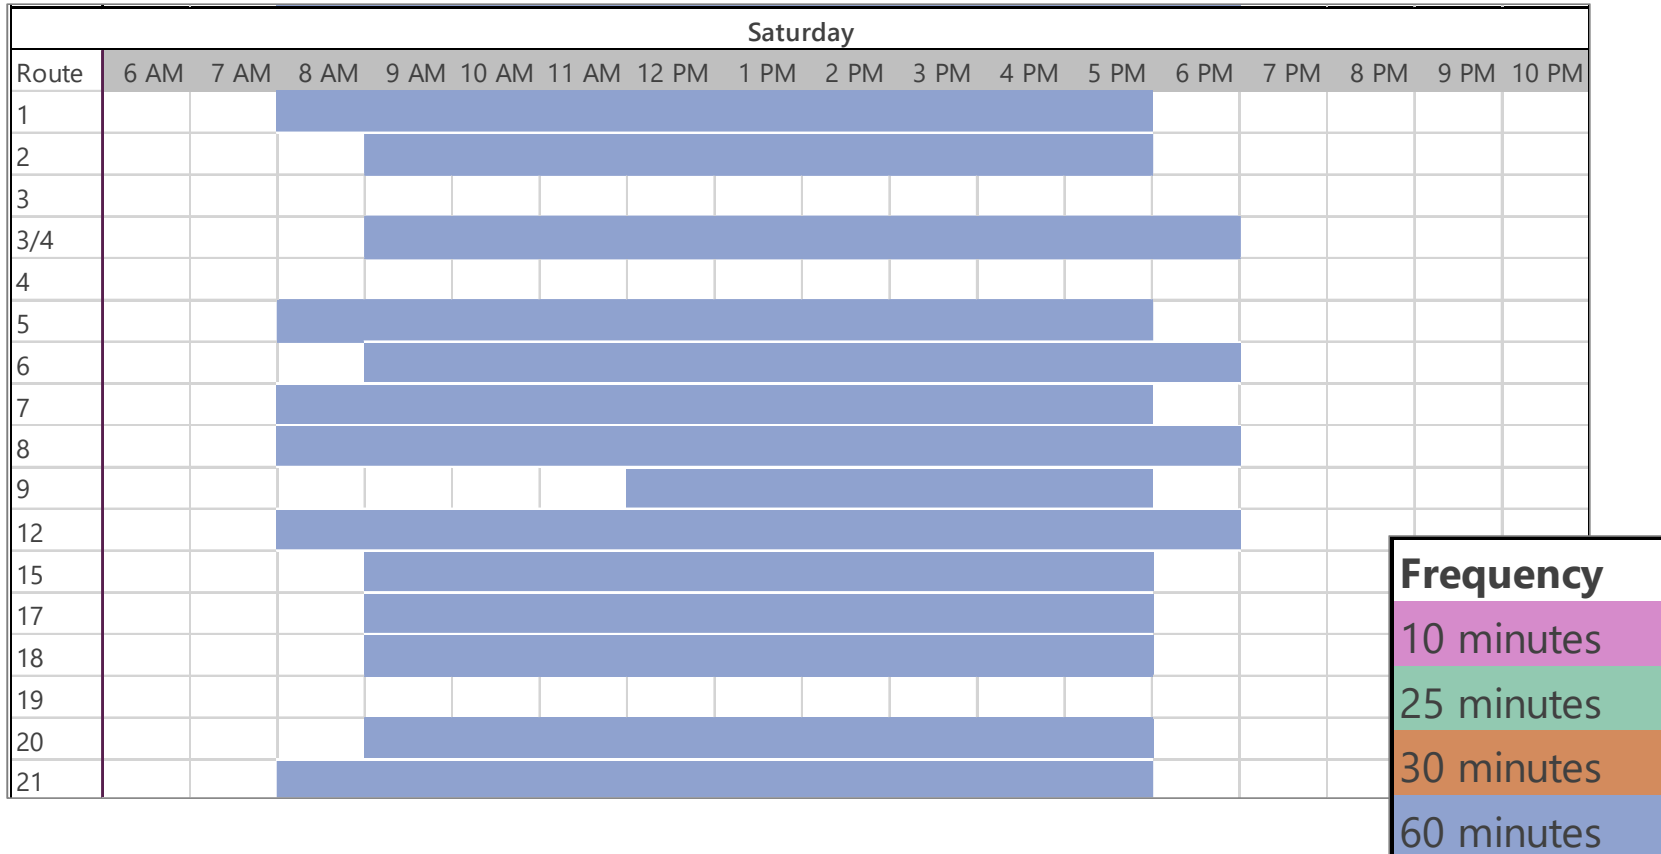 Saturday
Route 6 AM 7 AM 8 AM 9 AM 10 AM 11 AM 12 PM 1 PM 2 PM 3 PM 4 PM 5 PM 6 PM 7 PM 8 PM 9 PM 10 PM
1
2
3
3/4
4
5
6
7
8
9
12
15
17
18
19
20
21
Frequency
10 minutes
25 minutes
30 minutes
60 minutes